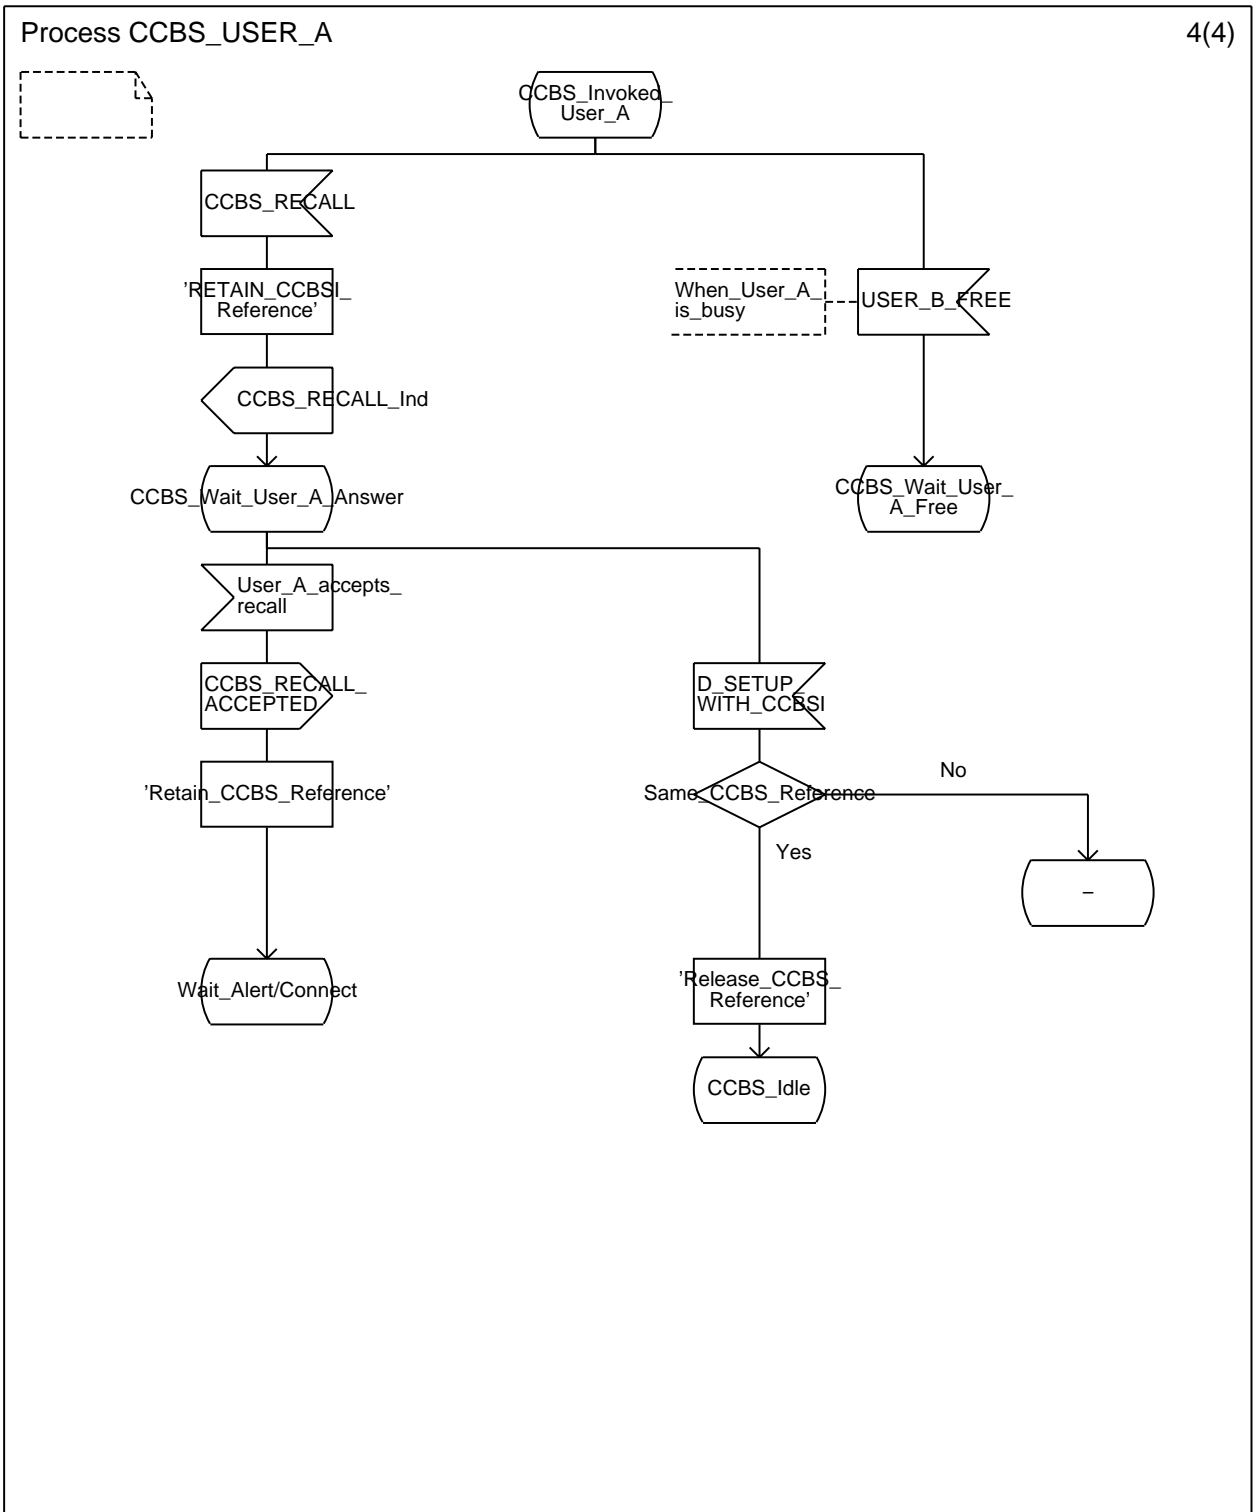 Process CCBS_USER_A
4(4)
CCBS_Invoked_
User_A
CCBS_RECALL
'RETAIN_CCBSI_
Reference'
When_User_A_
is_busy
USER_B_FREE
CCBS_RECALL_Ind
CCBS_Wait_User_A_Answer
CCBS_Wait_User_
A_Free
User_A_accepts_
recall
CCBS_RECALL_
ACCEPTED
D_SETUP_
WITH_CCBSI
'Retain_CCBS_Reference'
Same_CCBS_Reference
No
Yes
–
Wait_Alert/Connect
'Release_CCBS_
Reference'
CCBS_Idle